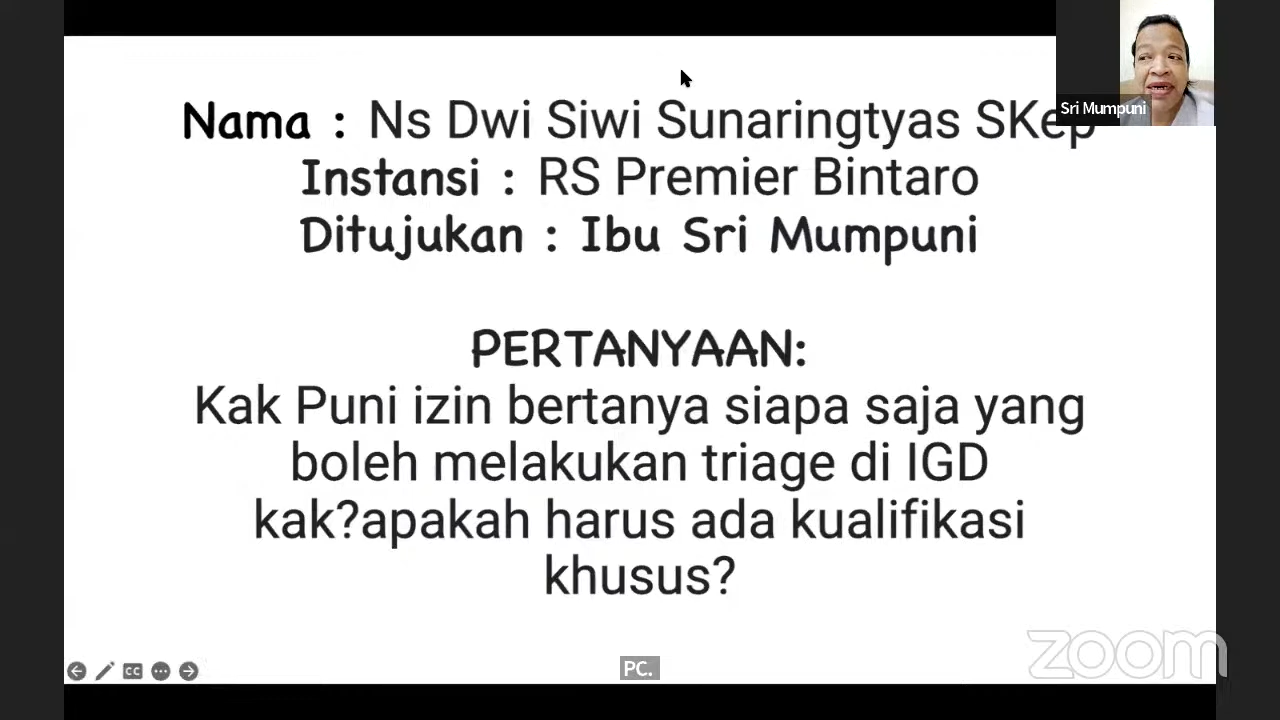 Nama : Ns Dwi Siwi Sunaringtyas SKep
Instansi : RS Premier Bintaro
Ditujukan : Ibu Sri Mumpuni
PERTANYAAN:
Kak Puni izin bertanya siapa saja yang
boleh melakukan triage di IGD
kak?apakah harus ada kualifikasi
khusus?
Sri Mumpuni
CC
PC.
zoom